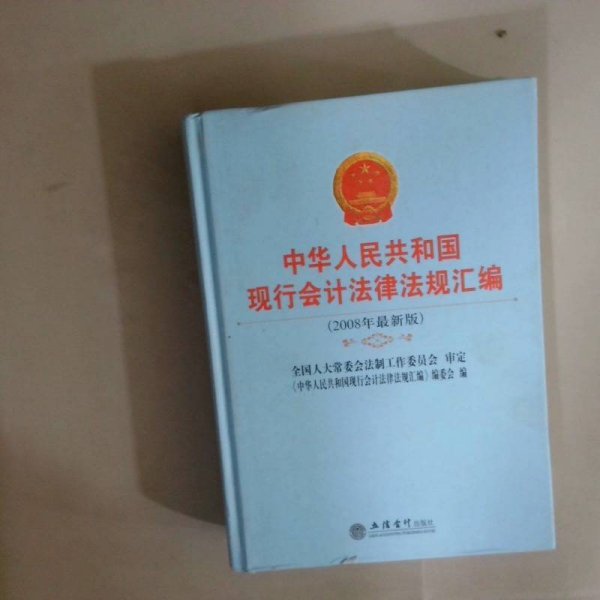 中华人民共和国
现行会计法律法规汇编
(2008年最新版)
全国人大常委会法制工作委员会 审定
《中华人民共和国现行会计法律法规汇编》编委会 编
立信会计出版社